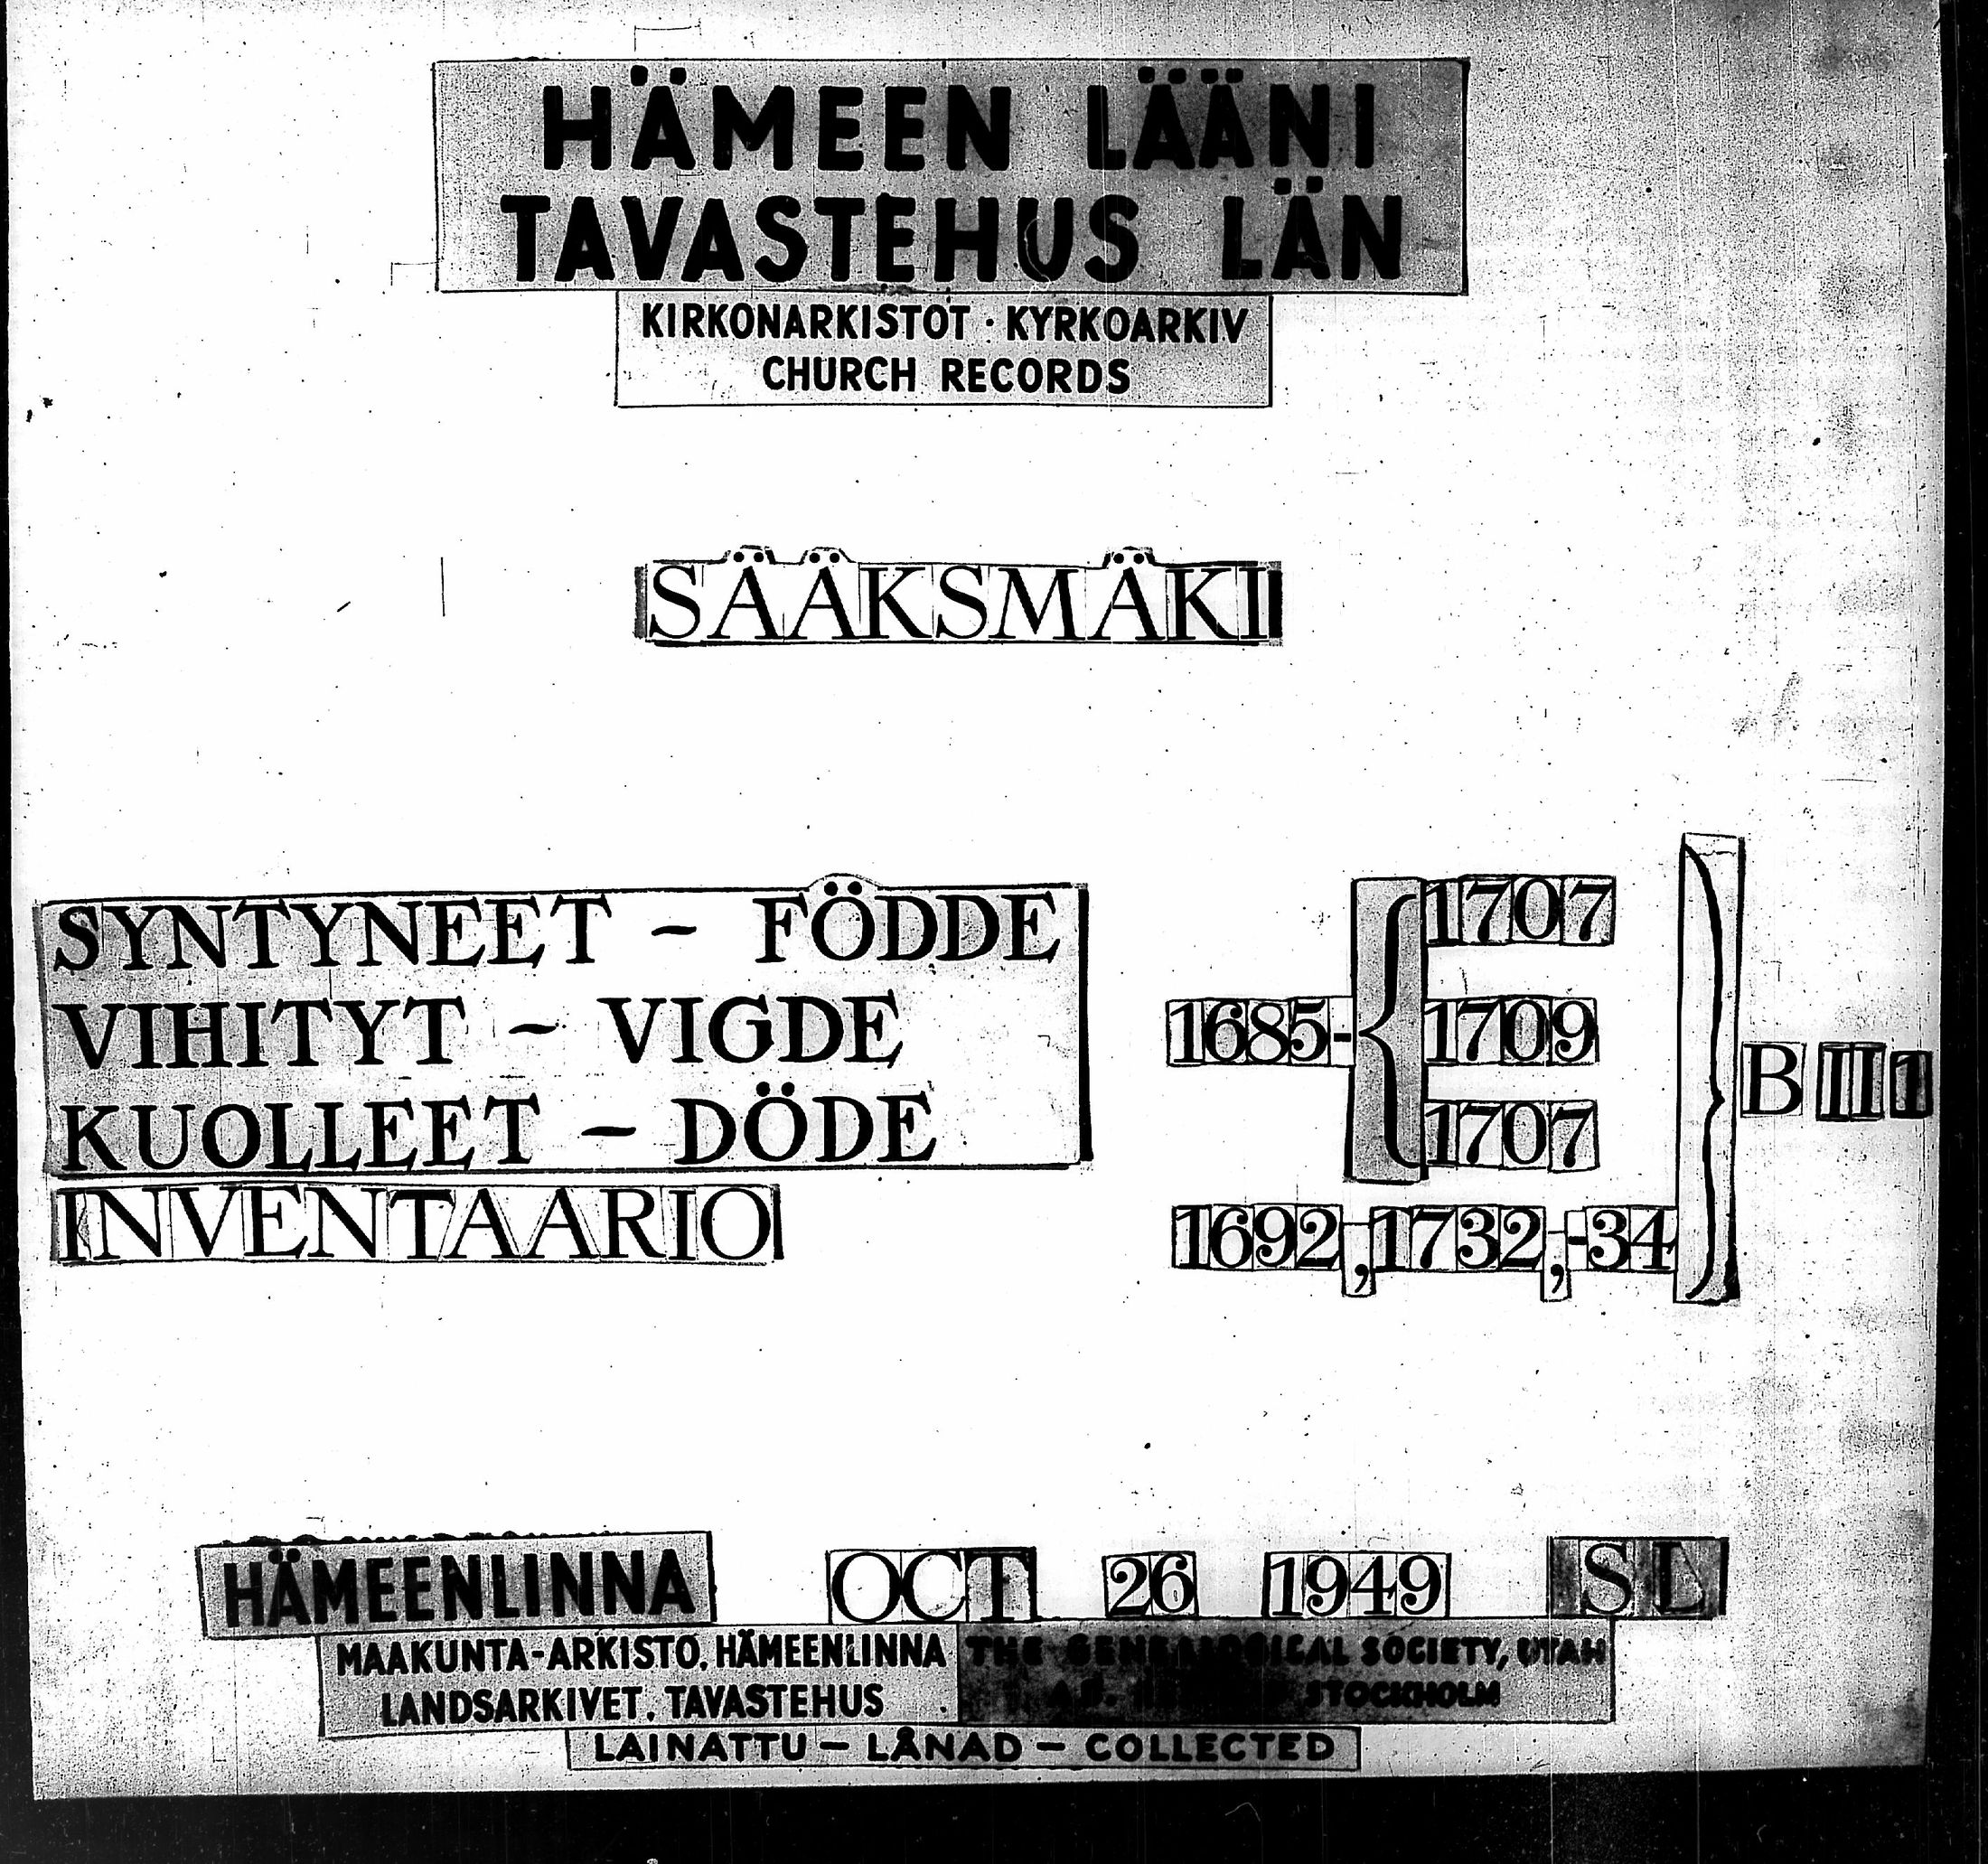 HÄMEEN LÄÄNI
TAVASTEHUS LÄN
KIRKONARKISTOT · KYRKOARKIV
CHURCH RECORDS
SÄÄKSMÄKI
SYNTYNEET – FÖDDE
VIHITYT – VIGDE
KUOLLEET – DÖDE
1685- { 1707
1709
1707
INVENTAARIO 1692, 1732, -34 } B III 1
HÄMEENLINNA OCT 26 1949 SL
MAAKUNTA-ARKISTO, HÄMEENLINNA
LANDSARKIVET, TAVASTEHUS
THE GENEALOGICAL SOCIETY, UTAH
STOCKHOLM
LAINATTU – LÅNAD – COLLECTED